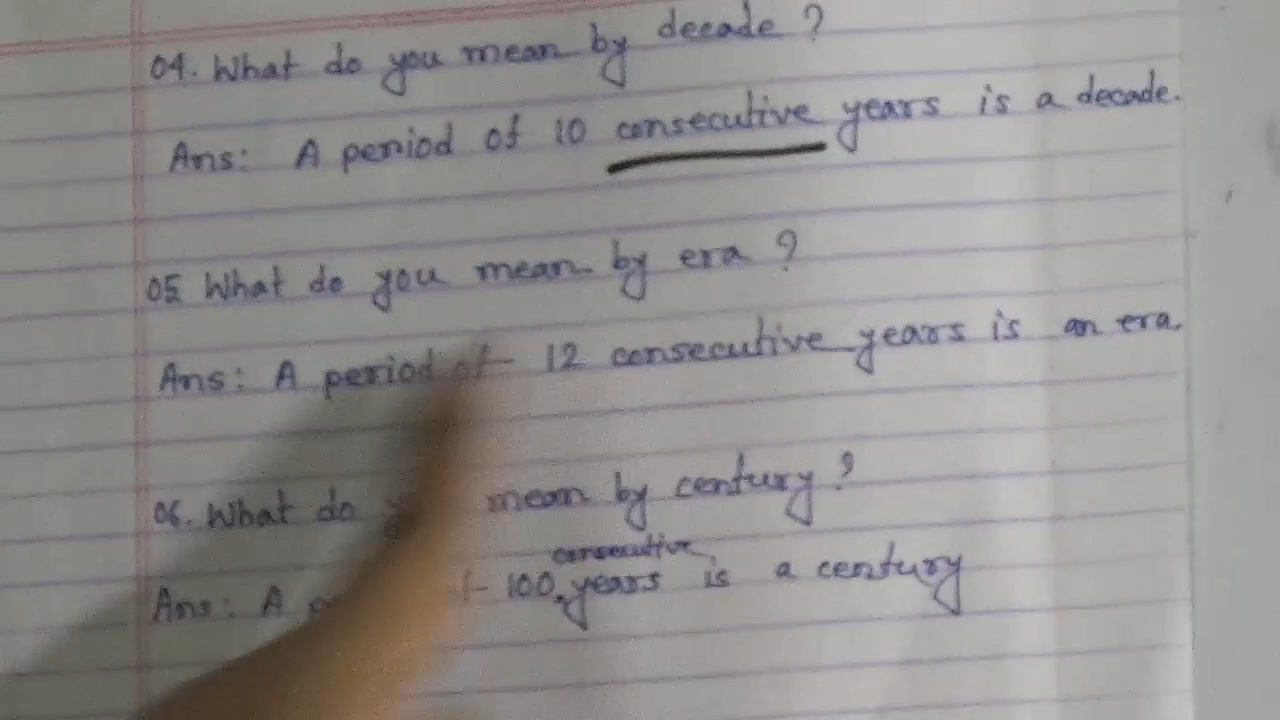 04. What do you mean by decade ?
Ans: A period of 10 consecutive years is a decade.
05 What do you mean by era ?
Ans: A period of 12 consecutive years is an era.
06. What do mean by century ?
consecutive
Ans: A 100 years is a century